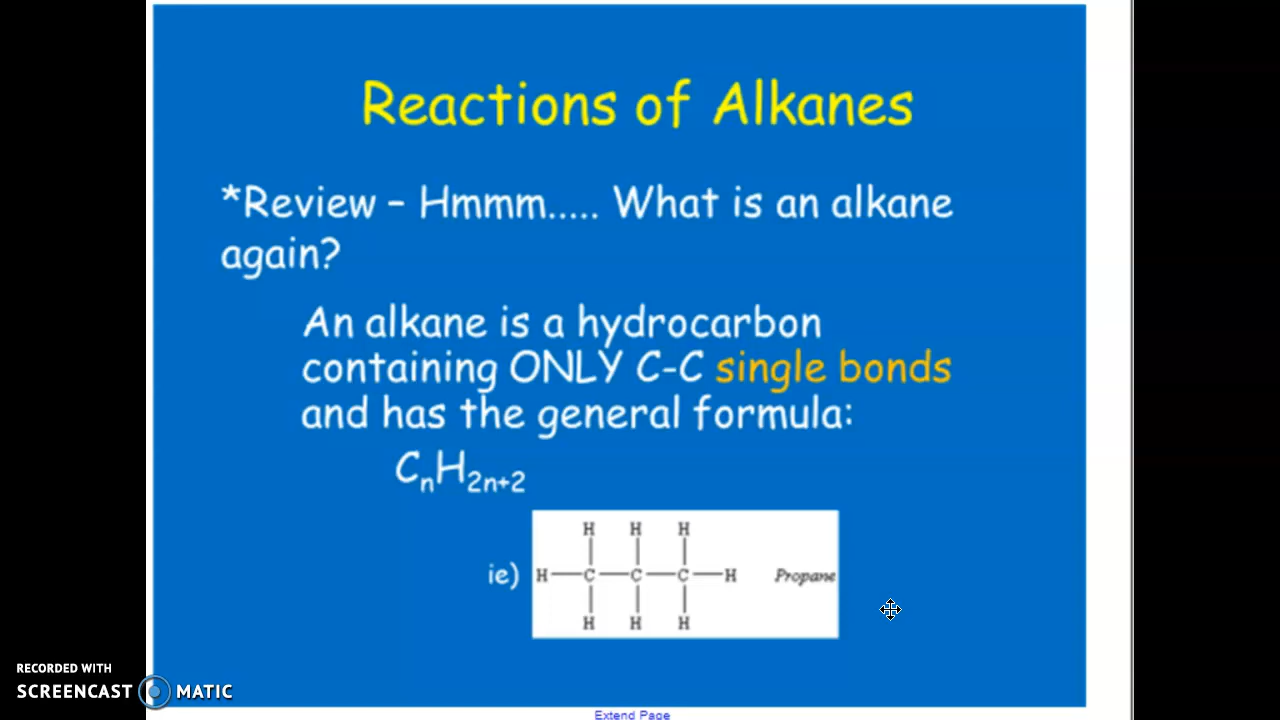 Reactions of Alkanes
*Review – Hmmm..... What is an alkane
again?
An alkane is a hydrocarbon
containing ONLY C-C single bonds
and has the general formula:
CₙH₂ₙ₊₂
H H H
ie) H C C C H Propane
H H H
RECORDED WITH
SCREENCAST MATIC
Extend Page